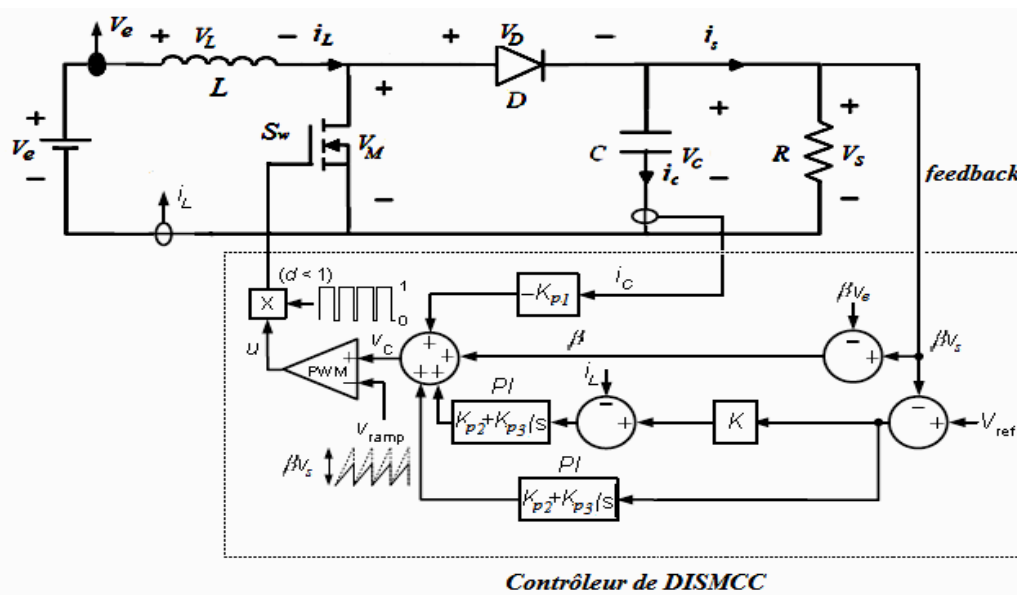 Ve + VL − iL + VD − is
L D
+ Ve −
Sw + VM −
C + VC −
ic
R + Vs −
feedback
iL
(d < 1)
X 1 0
−Kp1 iC
βVe
u PWM + − vc + + ++ β − + βVs
vramp
PI iL
Kp2+Kp3/s − + K − + Vref
βVs
PI
Kp2+Kp3/s
Contrôleur de DISMCC